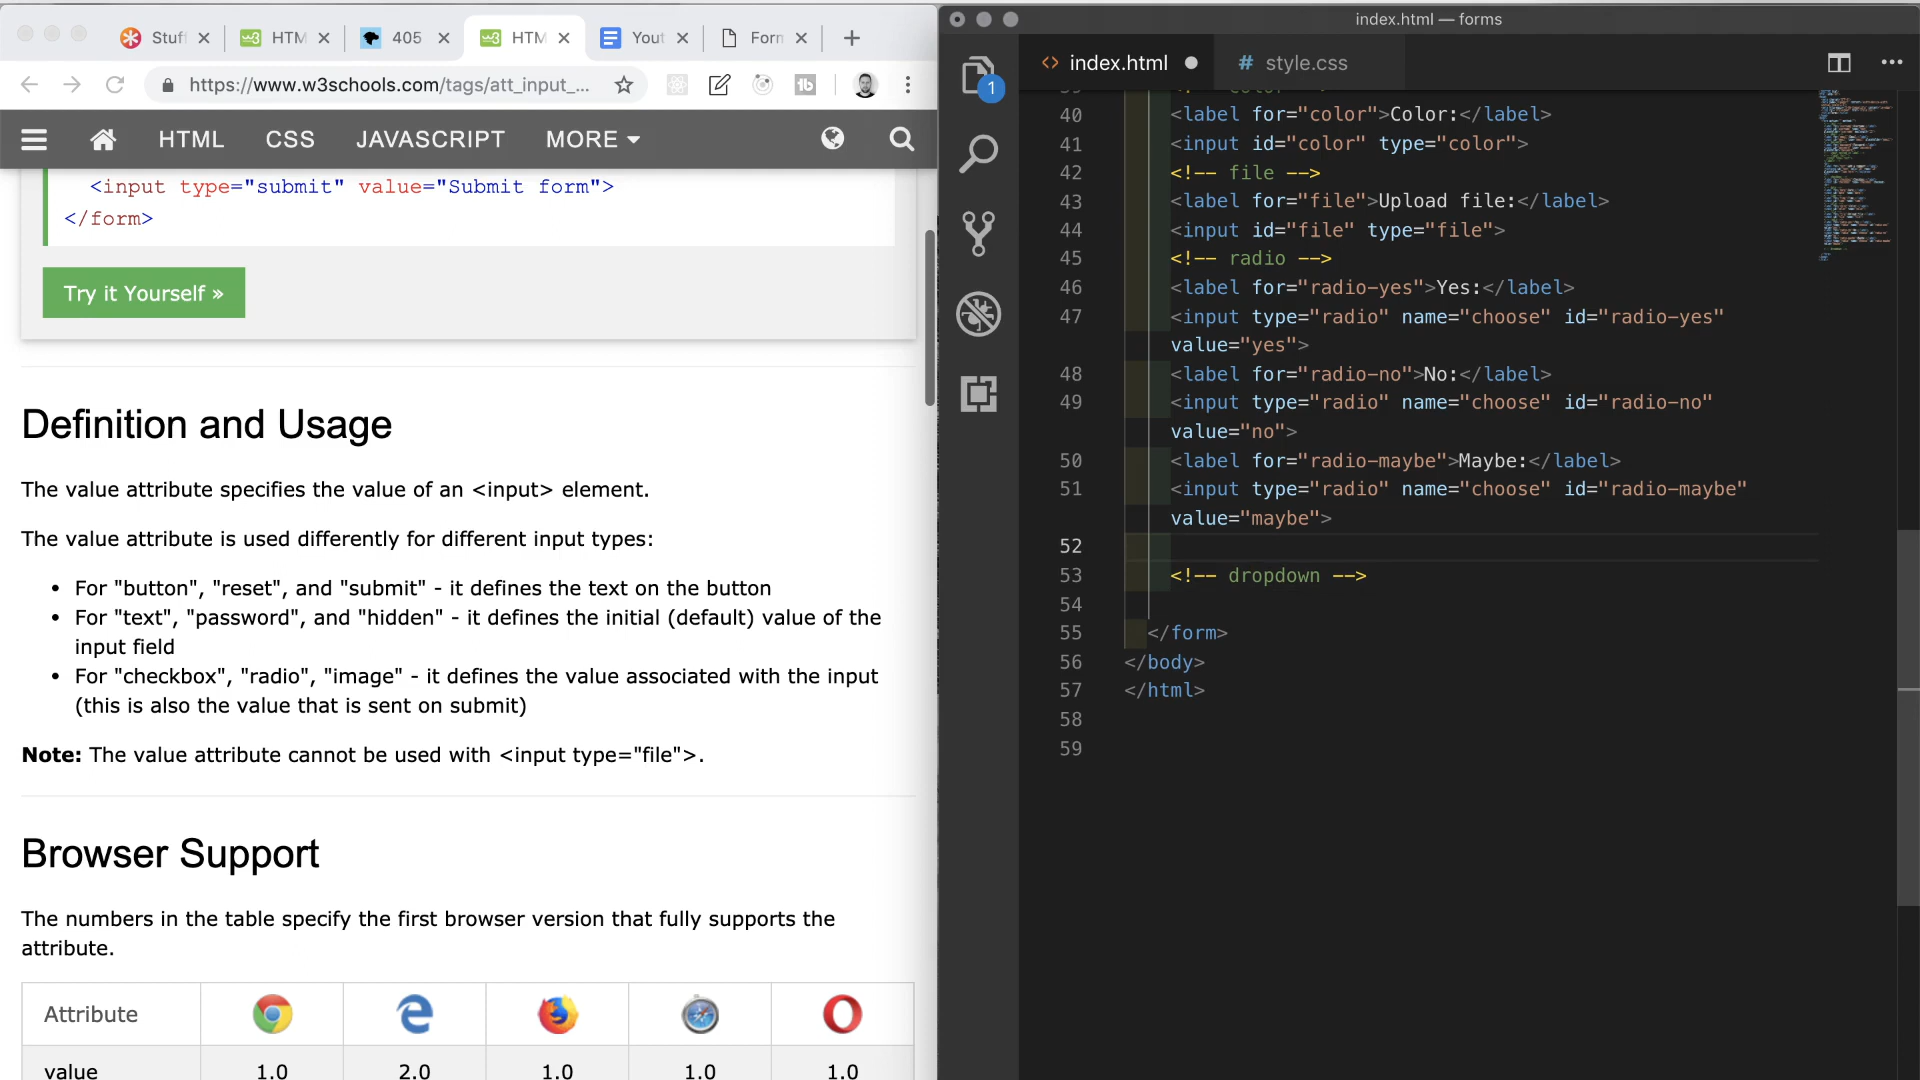 Stuf
HTM
405
HTM
Yout
Forn
https://www.w3schools.com/tags/att_input_...
HTML
CSS
JAVASCRIPT
MORE
<input type="submit" value="Submit form">
</form>
Try it Yourself »
Definition and Usage
The value attribute specifies the value of an <input> element.
The value attribute is used differently for different input types:
• For "button", "reset", and "submit" - it defines the text on the button
• For "text", "password", and "hidden" - it defines the initial (default) value of the
input field
• For "checkbox", "radio", "image" - it defines the value associated with the input
(this is also the value that is sent on submit)
Note: The value attribute cannot be used with <input type="file">.
Browser Support
The numbers in the table specify the first browser version that fully supports the
attribute.
Attribute
value 1.0 2.0 1.0 1.0 1.0
index.html — forms
index.html
# style.css
1
40 <label for="color">Color:</label>
41 <input id="color" type="color">
42 <!-- file -->
43 <label for="file">Upload file:</label>
44 <input id="file" type="file">
45 <!-- radio -->
46 <label for="radio-yes">Yes:</label>
47 <input type="radio" name="choose" id="radio-yes"
value="yes">
48 <label for="radio-no">No:</label>
49 <input type="radio" name="choose" id="radio-no"
value="no">
50 <label for="radio-maybe">Maybe:</label>
51 <input type="radio" name="choose" id="radio-maybe"
value="maybe">
52
53 <!-- dropdown -->
54
55 </form>
56 </body>
57 </html>
58
59